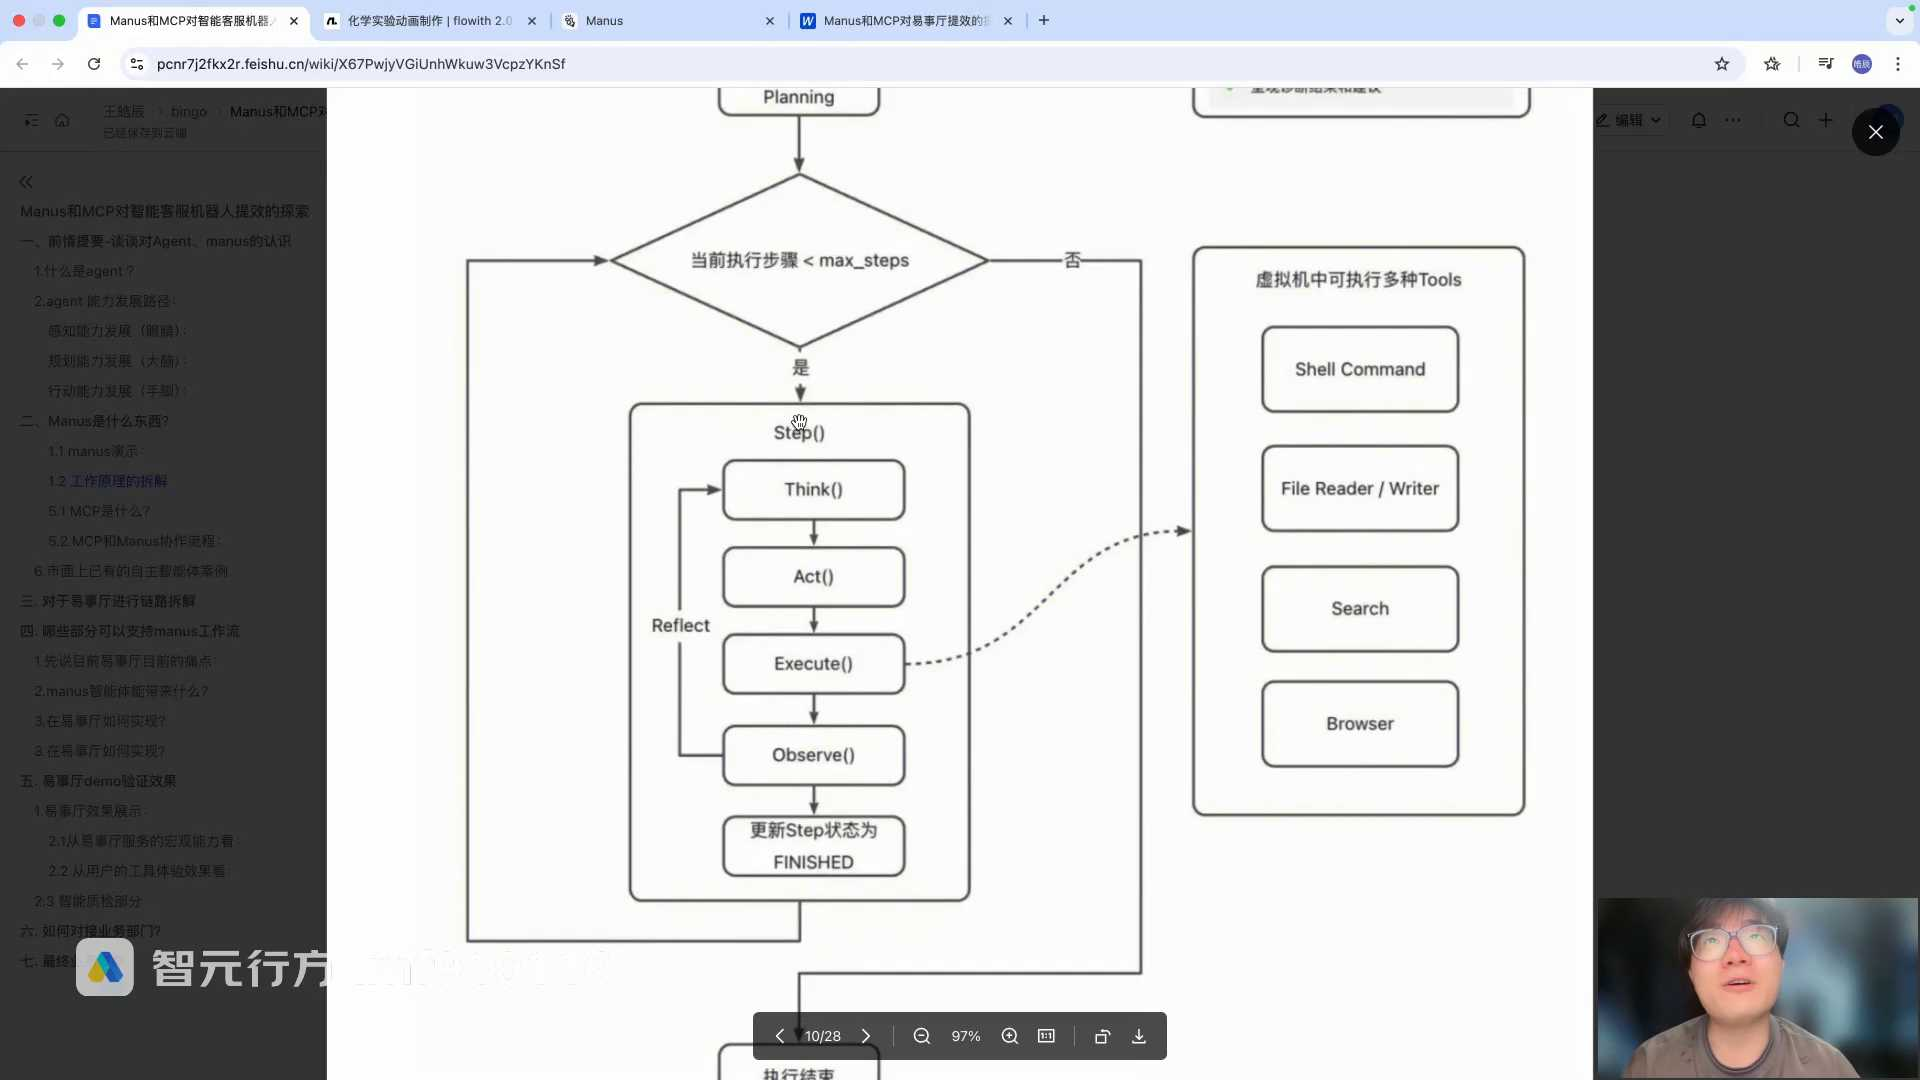 Manus和MCP对智能客服机器人
化学实验动画制作 | flowith 2.0
Manus
Manus和MCP对易事厅提效的探
pcnr7j2fkx2r.feishu.cn/wiki/X67PwjyVGiUnhWkuw3VcpzYKnSf
皓辰
王皓辰
bingo
Manus和MCP对
已经保存到云端
编辑
Manus和MCP对智能客服机器人提效的探索
一、前情提要-谈谈对Agent、manus的认识
1.什么是agent？
2.agent 能力发展路径：
感知能力发展（眼睛）：
规划能力发展（大脑）：
行动能力发展（手脚）：
二、Manus是什么东西？
1.1 manus演示：
1.2 工作原理的拆解
5.1 MCP是什么？
5.2 MCP和Manus协作流程：
6.市面上已有的自主智能体案例
三. 对于易事厅进行链路拆解
四. 哪些部分可以支持manus工作流
1.先说目前易事厅目前的痛点：
2.manus智能体能带来什么？
3.在易事厅如何实现？
3.在易事厅如何实现？
五. 易事厅demo验证效果
1.易事厅效果展示：
2.1从易事厅服务的宏观能力看：
2.2 从用户的工具体验效果看：
2.3 智能质检部分
六. 如何对接业务部门？
七. 最终
智元行方
Planning
呈现诊断结果和建议
当前执行步骤 < max_steps
否
是
Step()
Think()
Act()
Reflect
Execute()
Observe()
更新Step状态为
FINISHED
执行结束
虚拟机中可执行多种Tools
Shell Command
File Reader / Writer
Search
Browser
10/28
97%
1:1